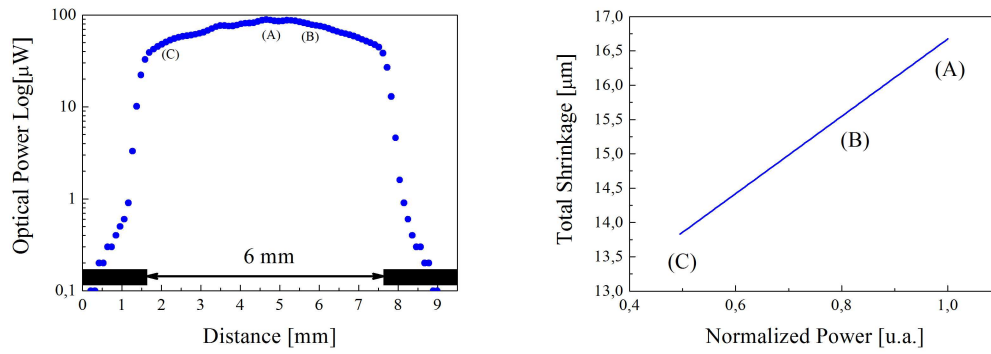 Optical Power Log[µW]
100
10
1
0,1
(C)
(A)
(B)
6 mm
0 1 2 3 4 5 6 7 8 9
Distance [mm]
Total Shrinkage [µm]
17,0
16,5
16,0
15,5
15,0
14,5
14,0
13,5
13,0
(A)
(B)
(C)
0,4 0,6 0,8 1,0
Normalized Power [u.a.]